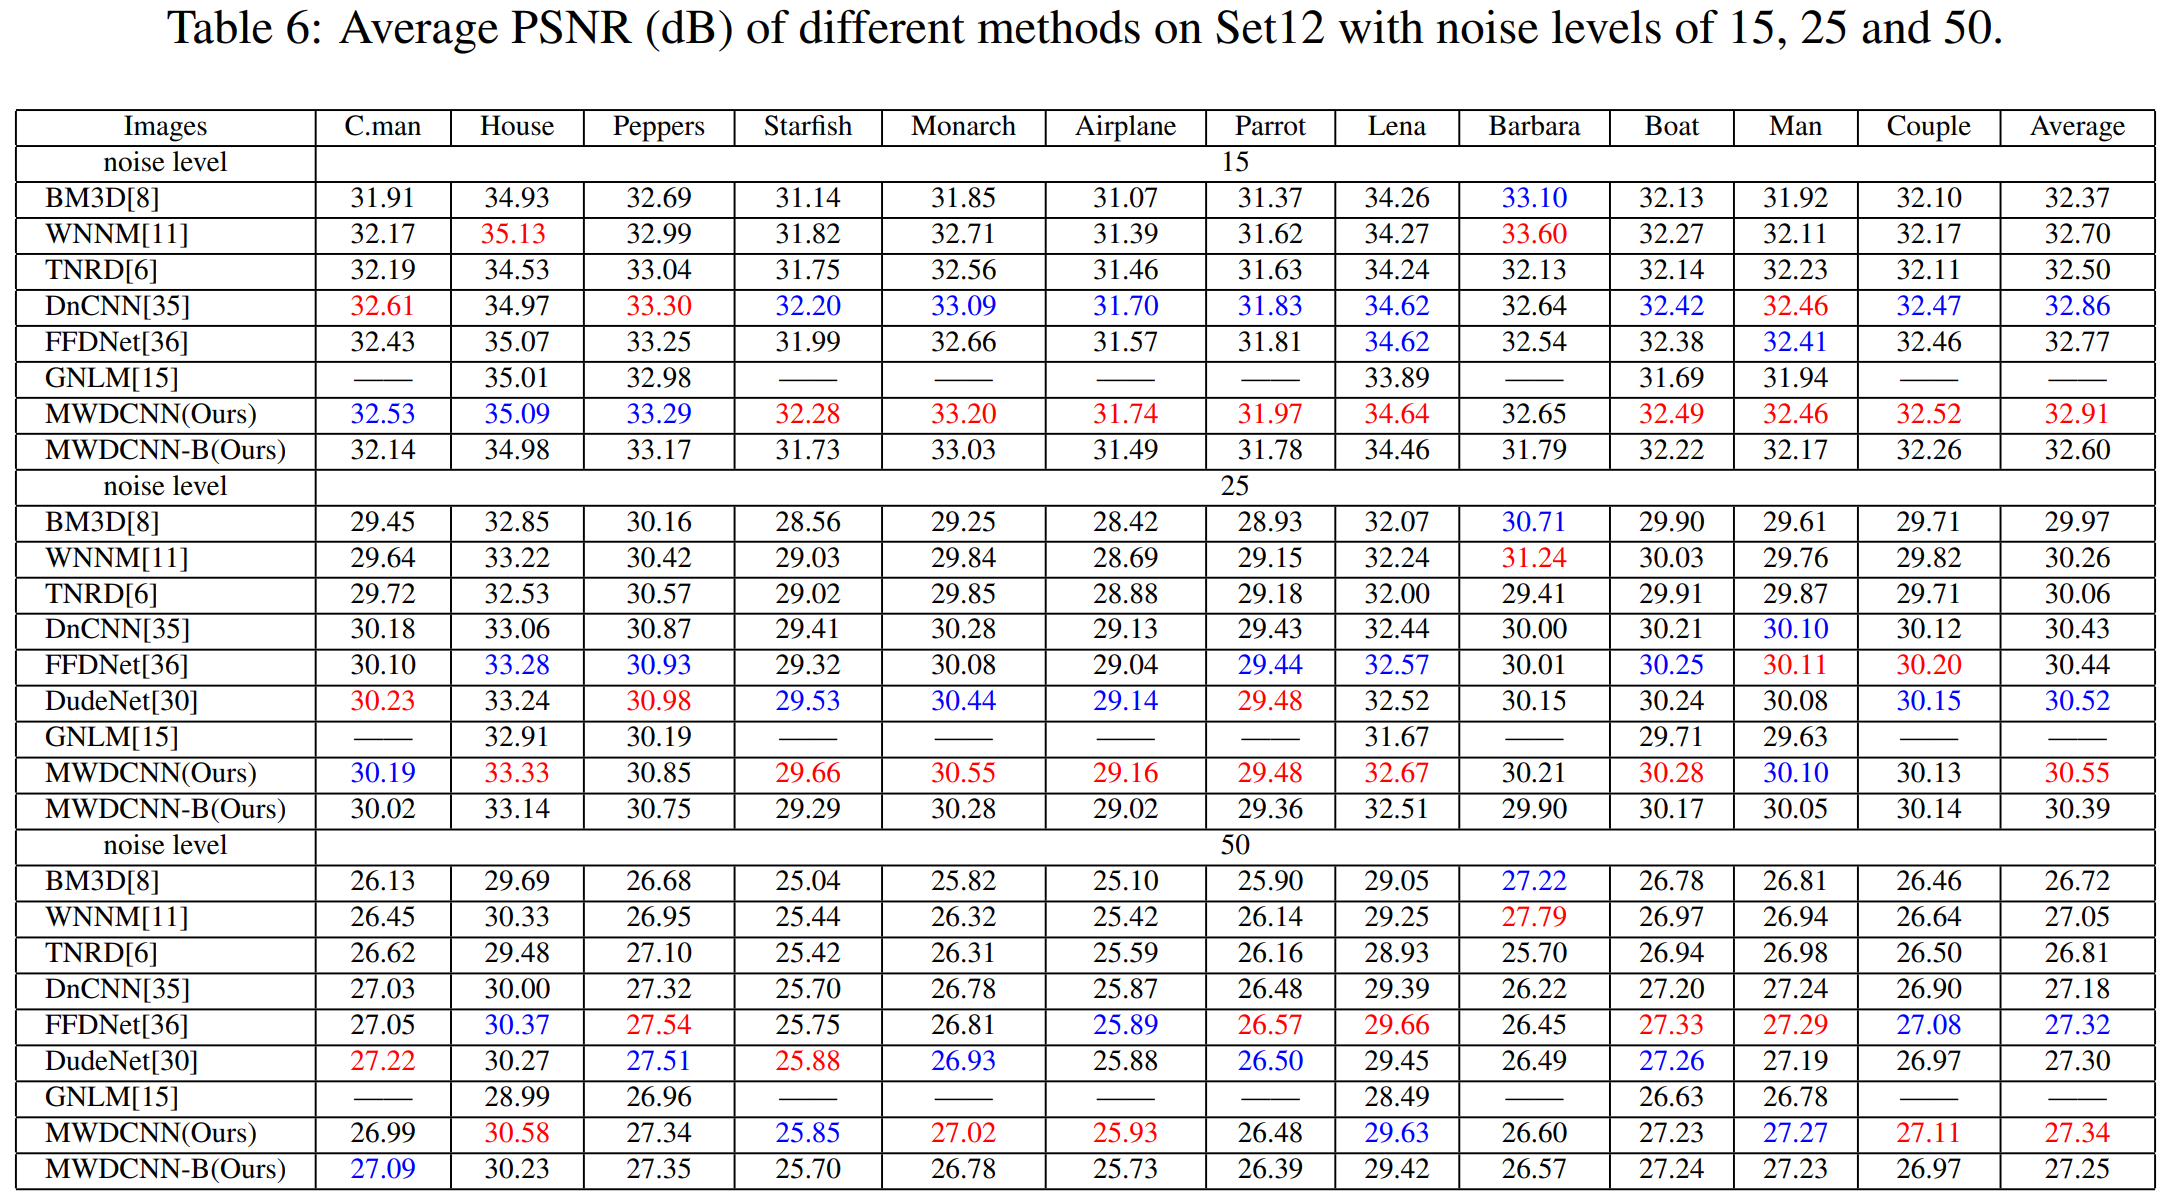 Table 6: Average PSNR (dB) of different methods on Set12 with noise levels of 15, 25 and 50.
Images C.man House Peppers Starfish Monarch Airplane Parrot Lena Barbara Boat Man Couple Average
noise level 15
BM3D[8] 31.91 34.93 32.69 31.14 31.85 31.07 31.37 34.26 33.10 32.13 31.92 32.10 32.37
WNNM[11] 32.17 35.13 32.99 31.82 32.71 31.39 31.62 34.27 33.60 32.27 32.11 32.17 32.70
TNRD[6] 32.19 34.53 33.04 31.75 32.56 31.46 31.63 34.24 32.13 32.14 32.23 32.11 32.50
DnCNN[35] 32.61 34.97 33.30 32.20 33.09 31.70 31.83 34.62 32.64 32.42 32.46 32.47 32.86
FFDNet[36] 32.43 35.07 33.25 31.99 32.66 31.57 31.81 34.62 32.54 32.38 32.41 32.46 32.77
GNLM[15] —— 35.01 32.98 —— —— —— —— 33.89 —— 31.69 31.94 —— ——
MWDCNN(Ours) 32.53 35.09 33.29 32.28 33.20 31.74 31.97 34.64 32.65 32.49 32.46 32.52 32.91
MWDCNN-B(Ours) 32.14 34.98 33.17 31.73 33.03 31.49 31.78 34.46 31.79 32.22 32.17 32.26 32.60
noise level 25
BM3D[8] 29.45 32.85 30.16 28.56 29.25 28.42 28.93 32.07 30.71 29.90 29.61 29.71 29.97
WNNM[11] 29.64 33.22 30.42 29.03 29.84 28.69 29.15 32.24 31.24 30.03 29.76 29.82 30.26
TNRD[6] 29.72 32.53 30.57 29.02 29.85 28.88 29.18 32.00 29.41 29.91 29.87 29.71 30.06
DnCNN[35] 30.18 33.06 30.87 29.41 30.28 29.13 29.43 32.44 30.00 30.21 30.10 30.12 30.43
FFDNet[36] 30.10 33.28 30.93 29.32 30.08 29.04 29.44 32.57 30.01 30.25 30.11 30.20 30.44
DudeNet[30] 30.23 33.24 30.98 29.53 30.44 29.14 29.48 32.52 30.15 30.24 30.08 30.15 30.52
GNLM[15] —— 32.91 30.19 —— —— —— —— 31.67 —— 29.71 29.63 —— ——
MWDCNN(Ours) 30.19 33.33 30.85 29.66 30.55 29.16 29.48 32.67 30.21 30.28 30.10 30.13 30.55
MWDCNN-B(Ours) 30.02 33.14 30.75 29.29 30.28 29.02 29.36 32.51 29.90 30.17 30.05 30.14 30.39
noise level 50
BM3D[8] 26.13 29.69 26.68 25.04 25.82 25.10 25.90 29.05 27.22 26.78 26.81 26.46 26.72
WNNM[11] 26.45 30.33 26.95 25.44 26.32 25.42 26.14 29.25 27.79 26.97 26.94 26.64 27.05
TNRD[6] 26.62 29.48 27.10 25.42 26.31 25.59 26.16 28.93 25.70 26.94 26.98 26.50 26.81
DnCNN[35] 27.03 30.00 27.32 25.70 26.78 25.87 26.48 29.39 26.22 27.20 27.24 26.90 27.18
FFDNet[36] 27.05 30.37 27.54 25.75 26.81 25.89 26.57 29.66 26.45 27.33 27.29 27.08 27.32
DudeNet[30] 27.22 30.27 27.51 25.88 26.93 25.88 26.50 29.45 26.49 27.26 27.19 26.97 27.30
GNLM[15] —— 28.99 26.96 —— —— —— —— 28.49 —— 26.63 26.78 —— ——
MWDCNN(Ours) 26.99 30.58 27.34 25.85 27.02 25.93 26.48 29.63 26.60 27.23 27.27 27.11 27.34
MWDCNN-B(Ours) 27.09 30.23 27.35 25.70 26.78 25.73 26.39 29.42 26.57 27.24 27.23 26.97 27.25